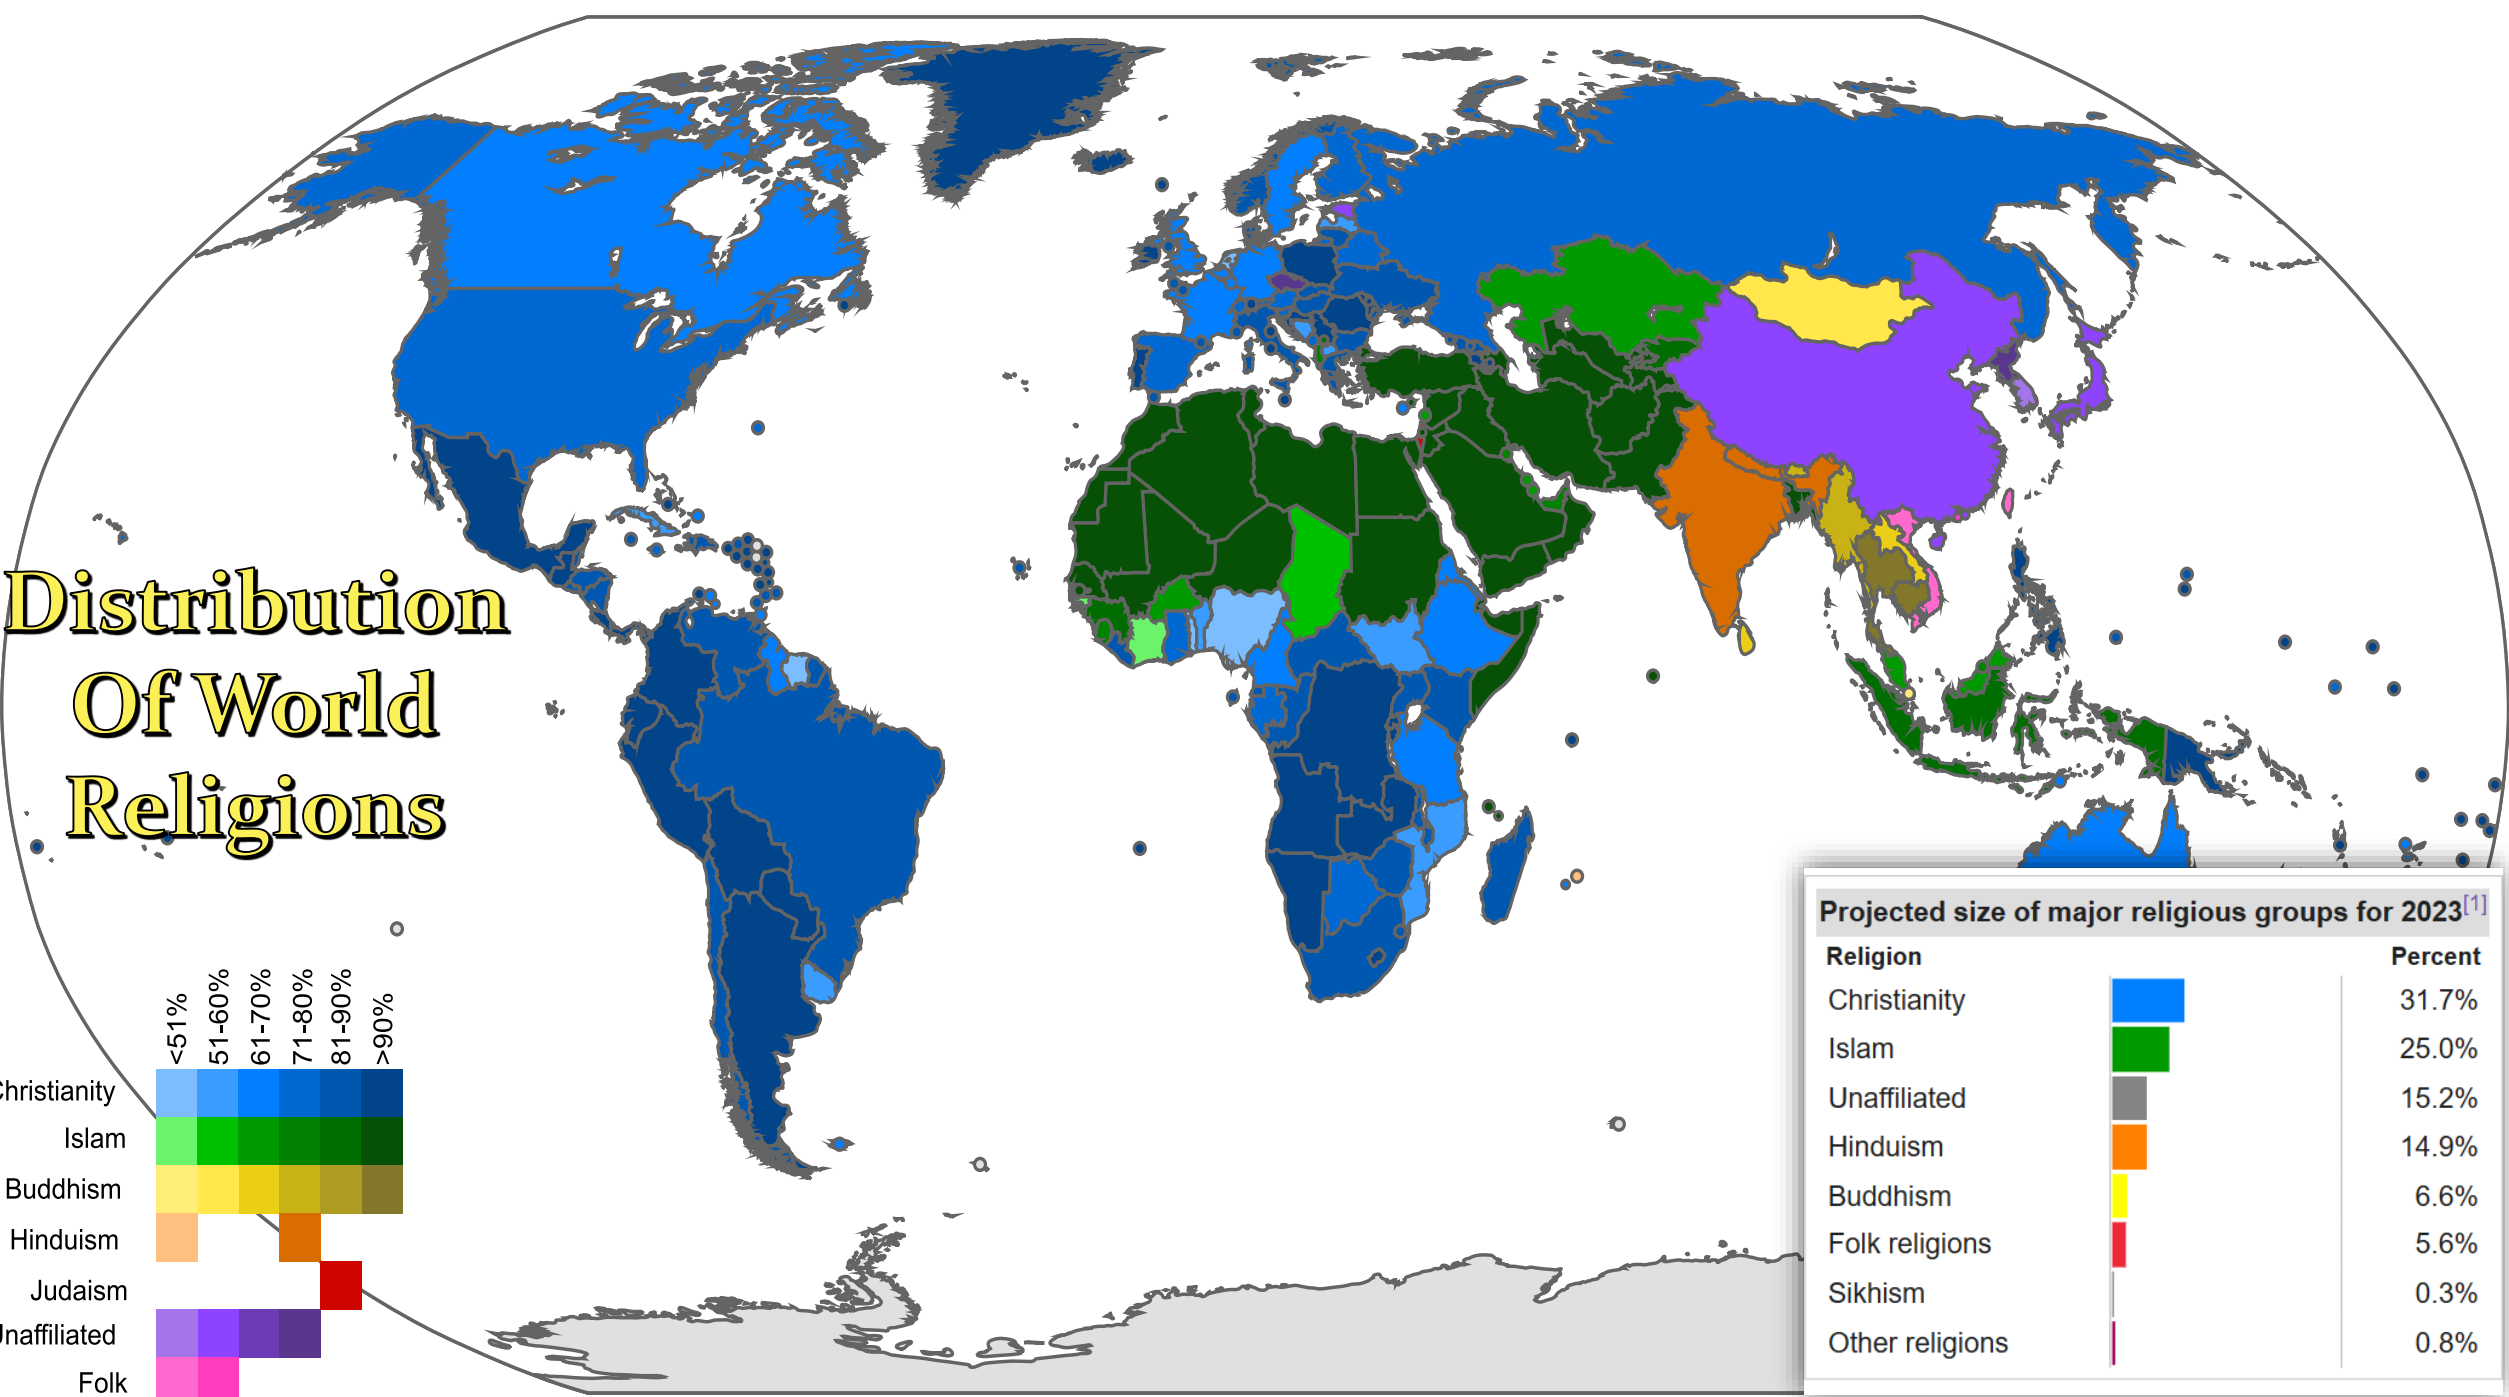 Distribution
Of World
Religions
<51%
51-60%
61-70%
71-80%
81-90%
>90%
Christianity
Islam
Buddhism
Hinduism
Judaism
Unaffiliated
Folk
Projected size of major religious groups for 2023[1]
Religion Percent
Christianity 31.7%
Islam 25.0%
Unaffiliated 15.2%
Hinduism 14.9%
Buddhism 6.6%
Folk religions 5.6%
Sikhism 0.3%
Other religions 0.8%